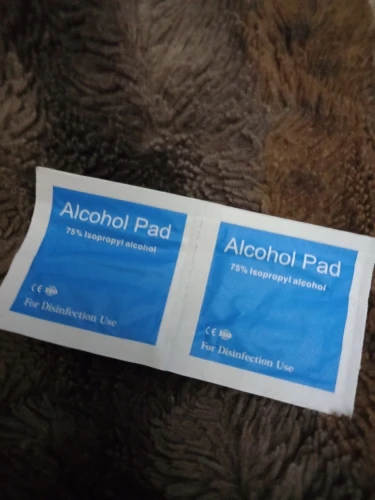 Alcohol Pad
75% Isopropyl alcohol
CE
For Disinfection Use
Alcohol Pad
75% Isopropyl alcohol
CE
For Disinfection Use